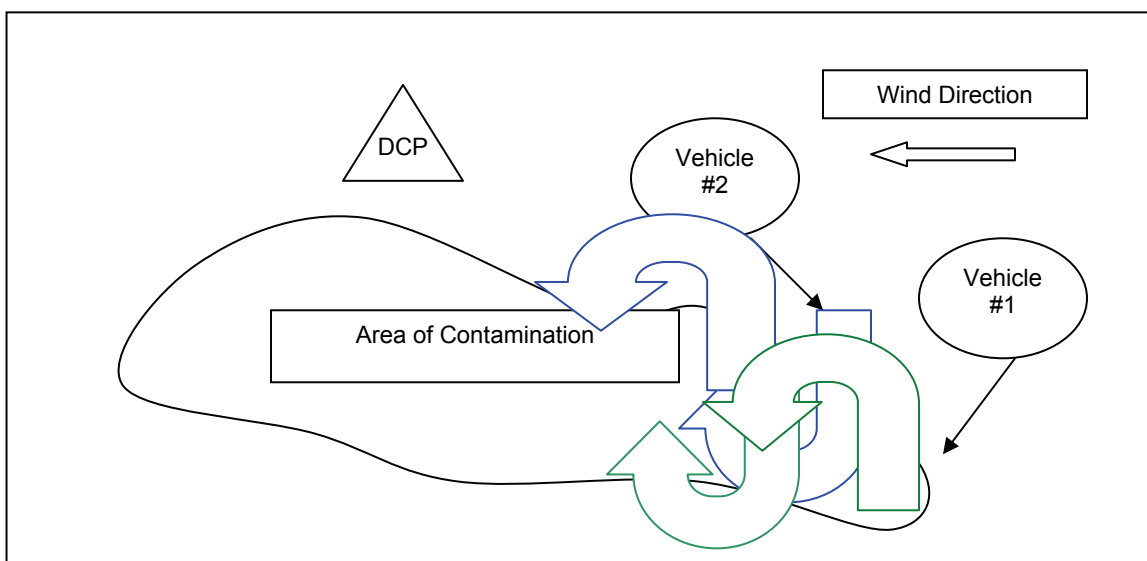 Wind Direction
DCP
Vehicle
#2
Vehicle
#1
Area of Contamination